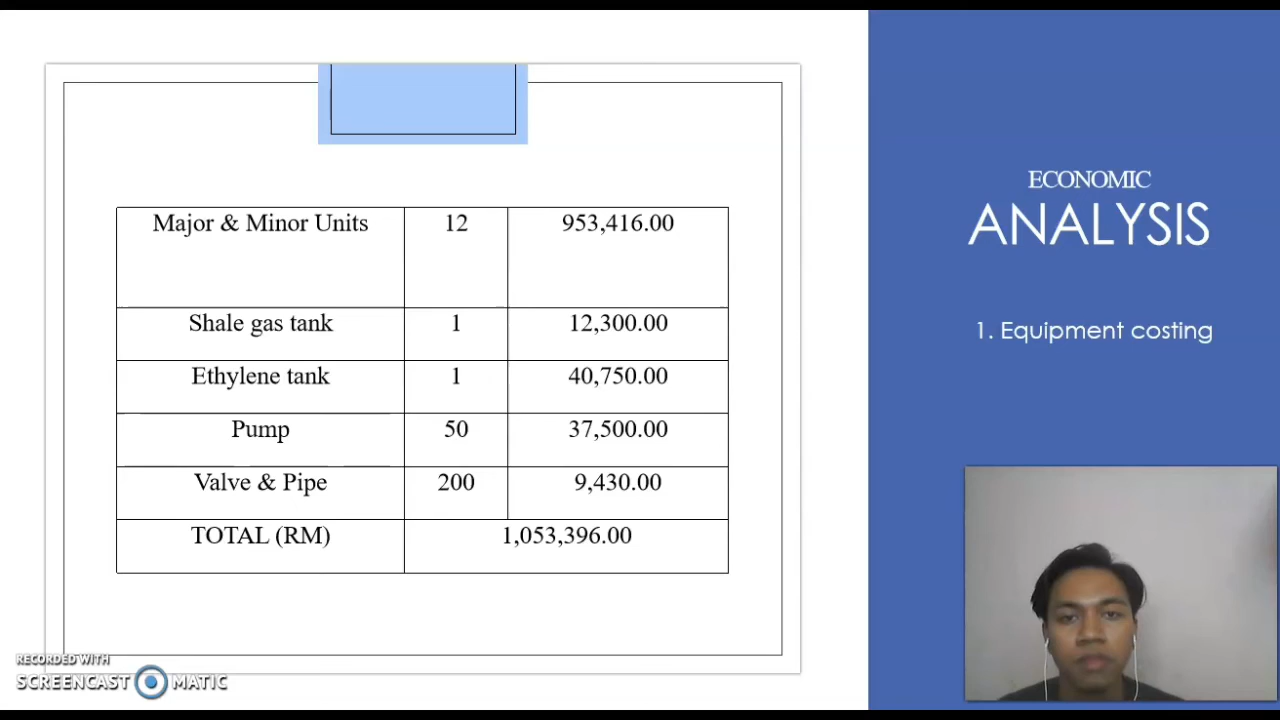 ECONOMIC
ANALYSIS
1. Equipment costing
Major & Minor Units 12 953,416.00
Shale gas tank 1 12,300.00
Ethylene tank 1 40,750.00
Pump 50 37,500.00
Valve & Pipe 200 9,430.00
TOTAL (RM) 1,053,396.00
RECORDED WITH
SCREENCAST MATIC